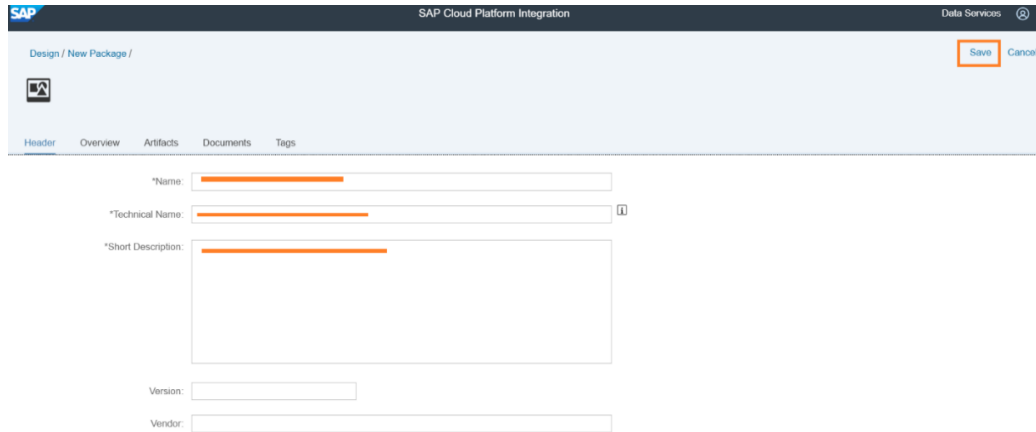 SAP SAP Cloud Platform Integration Data Services
Design / New Package / Save Cancel
Header Overview Artifacts Documents Tags
*Name:
*Technical Name:
*Short Description:
Version:
Vendor: